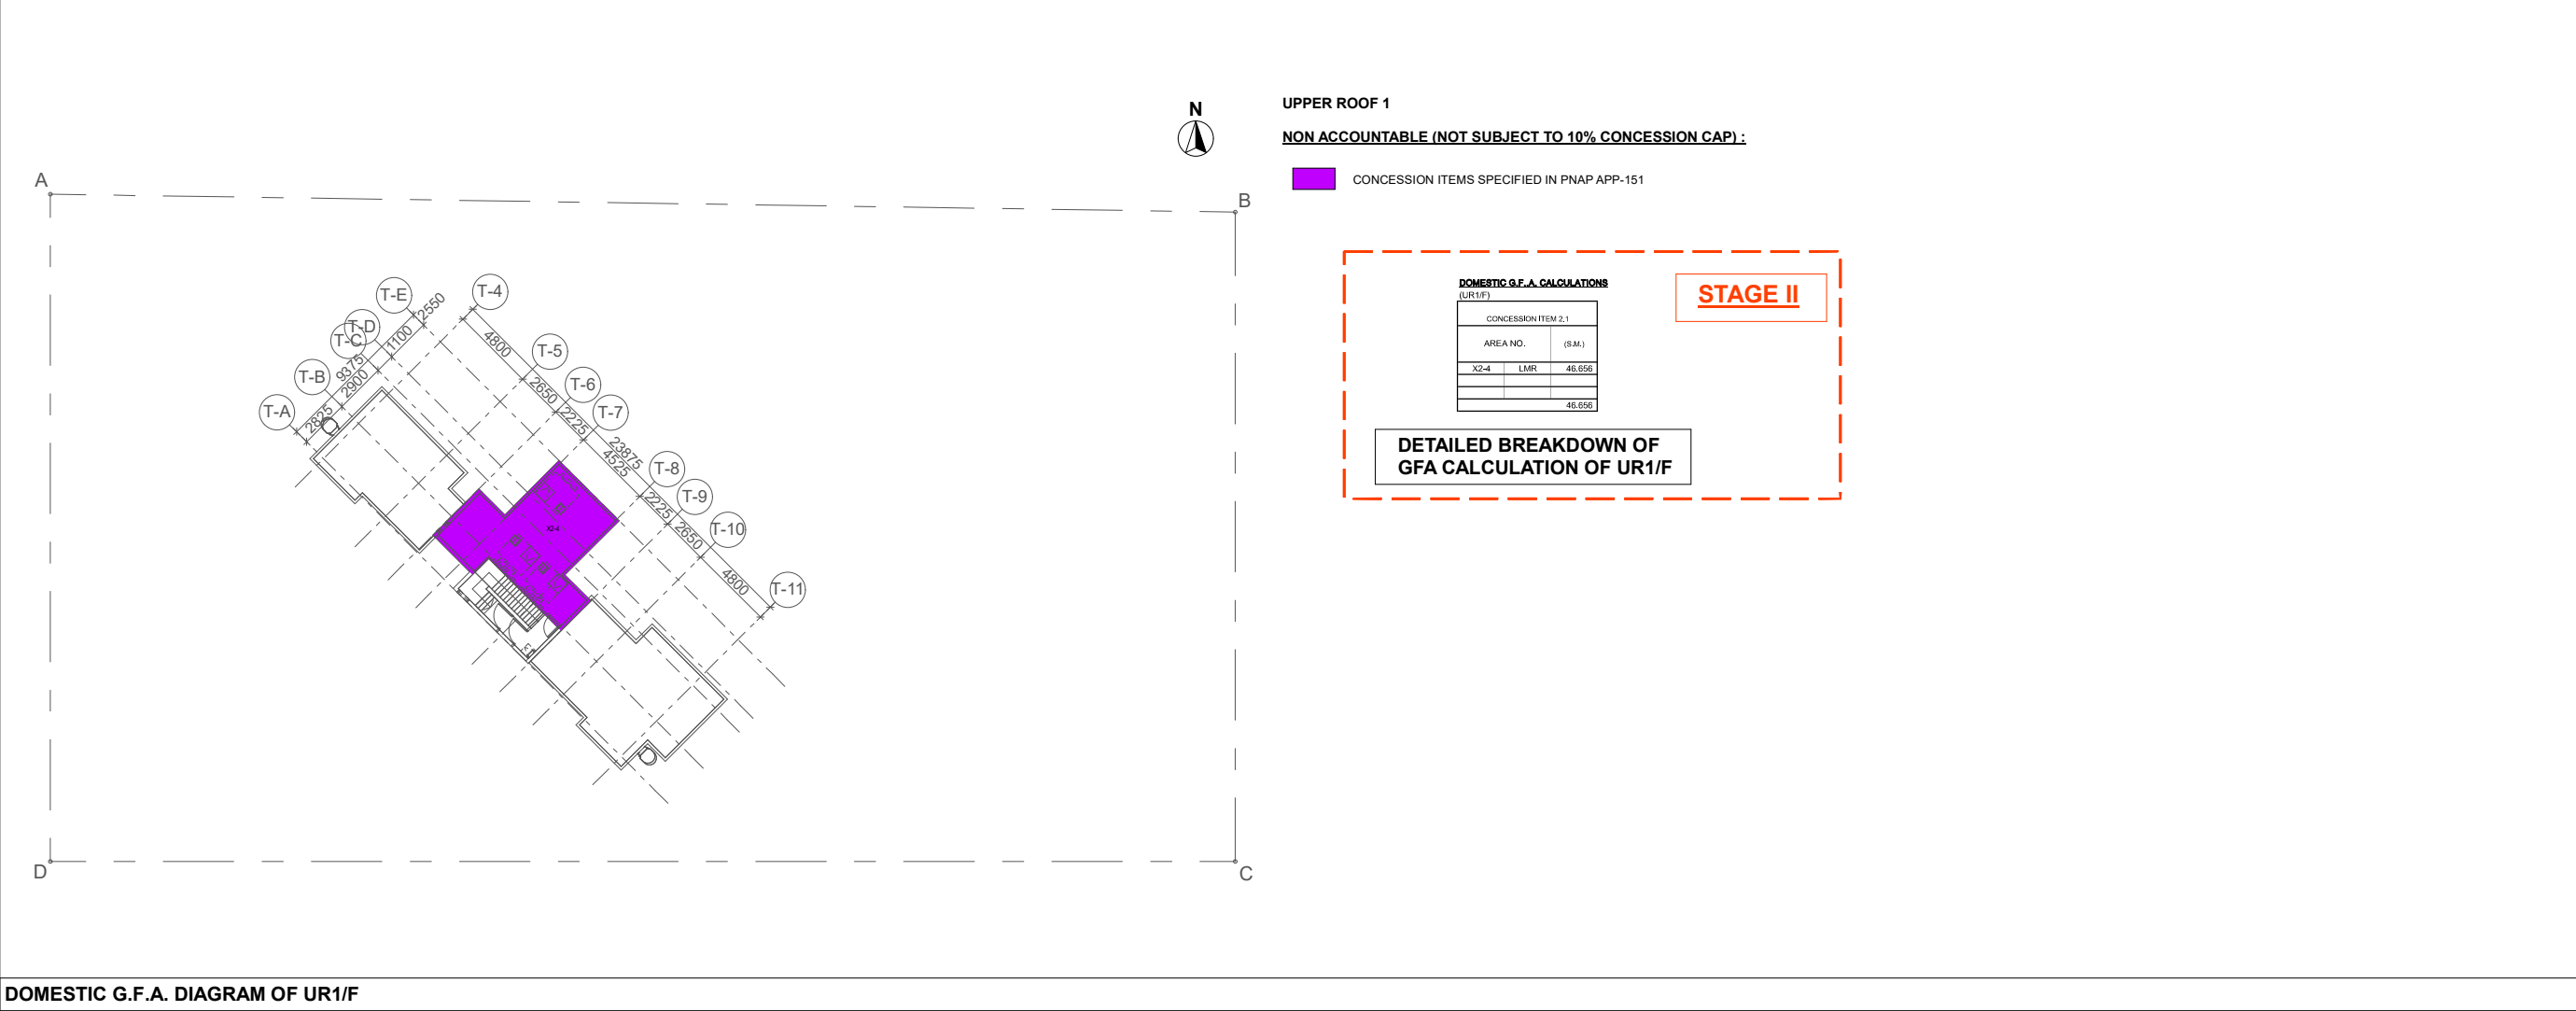 N
UPPER ROOF 1
NON ACCOUNTABLE (NOT SUBJECT TO 10% CONCESSION CAP) :
CONCESSION ITEMS SPECIFIED IN PNAP APP-151
A
B
T-E
2550
T-4
T-D
1100
T-C
4800
T-5
9375
T-B
2900
2650
T-6
T-A
2825
2225
T-7
23875
4525
T-8
2225
T-9
2650
T-10
X2-4
4800
T-11
DOMESTIC G.F.A. CALCULATIONS
(UR1/F)
STAGE II
CONCESSION ITEM 2.1
AREA NO. (S.M.)
X2-4 LMR 46.656
46.656
DETAILED BREAKDOWN OF
GFA CALCULATION OF UR1/F
D
C
DOMESTIC G.F.A. DIAGRAM OF UR1/F